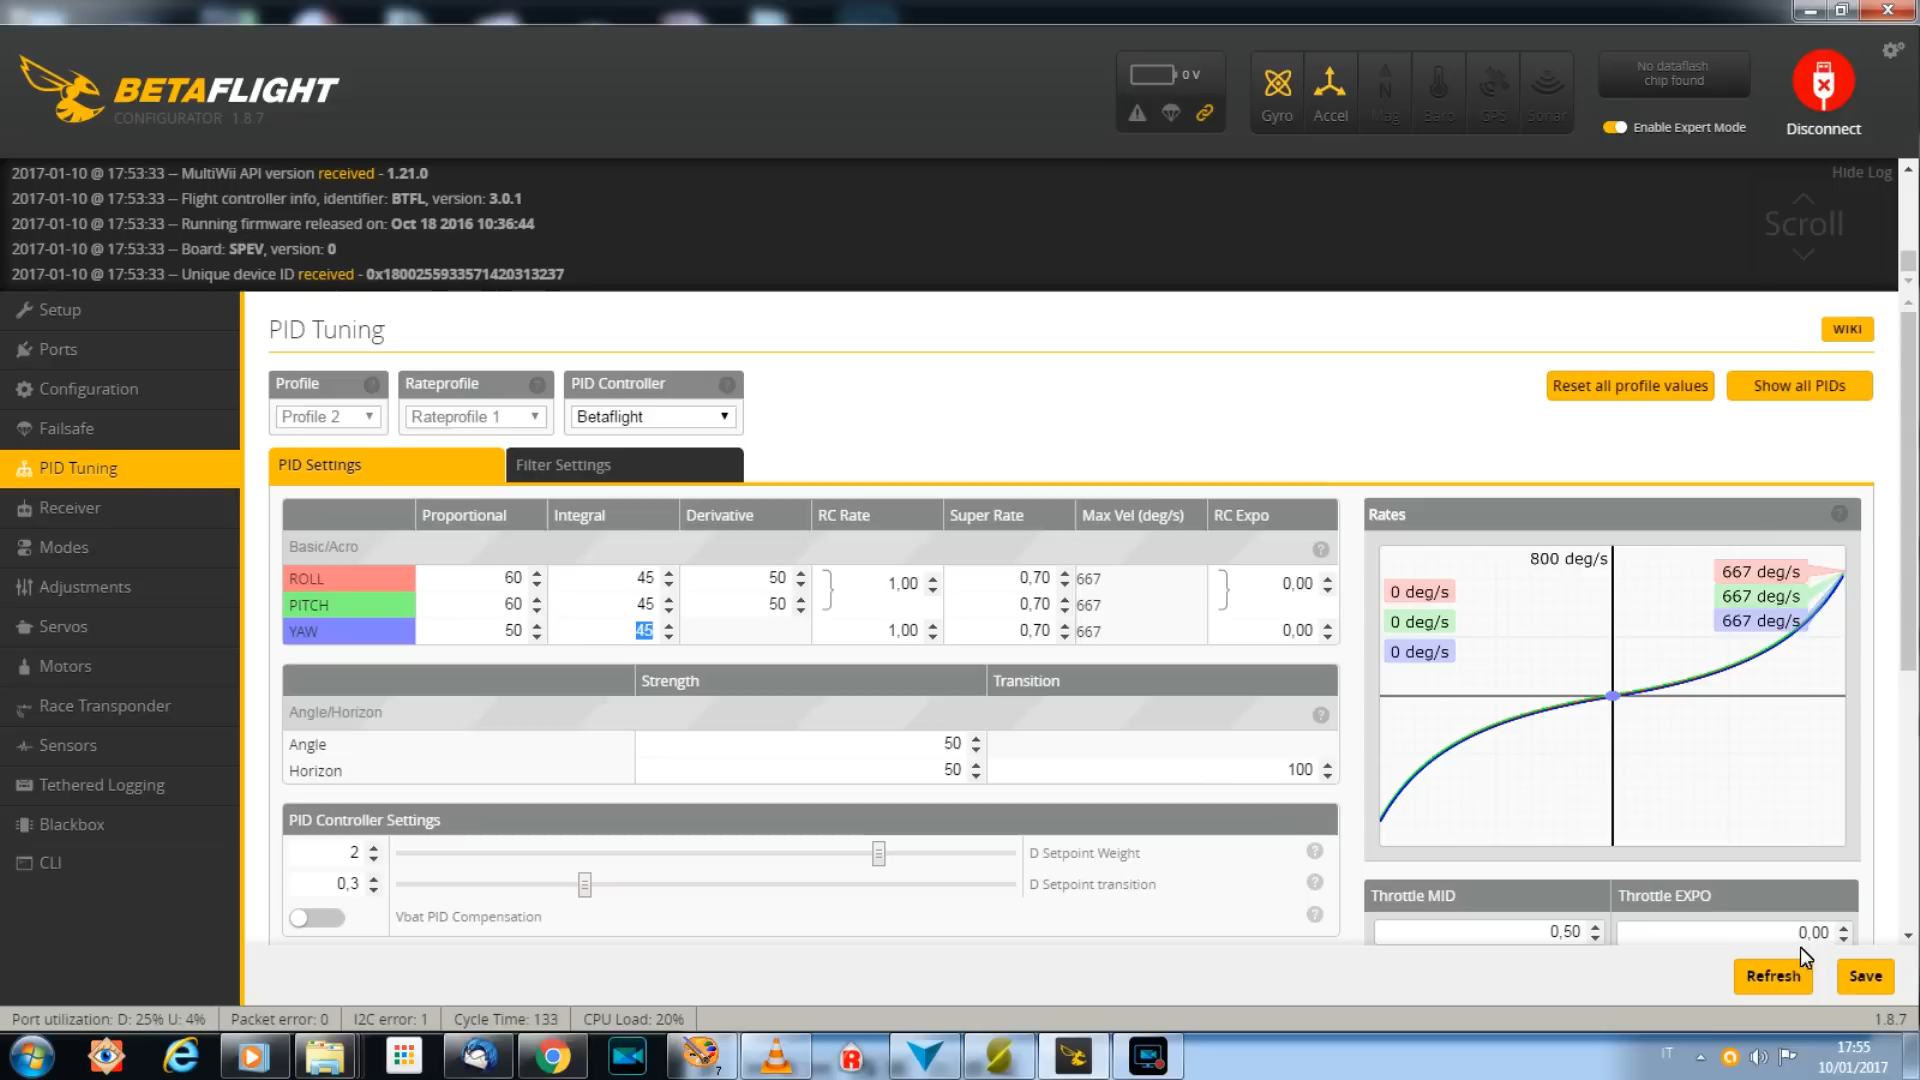 BETAFLIGHT
CONFIGURATOR 1.8.7
0 V
Gyro
Accel
Mag
Baro
GPS
Sonar
No dataflash
chip found
Enable Expert Mode
Disconnect
2017-01-10 @ 17:53:33 -- MultiWii API version received - 1.21.0
2017-01-10 @ 17:53:33 -- Flight controller info, identifier: BTFL, version: 3.0.1
2017-01-10 @ 17:53:33 -- Running firmware released on: Oct 18 2016 10:36:44
2017-01-10 @ 17:53:33 -- Board: SPEV, version: 0
2017-01-10 @ 17:53:33 -- Unique device ID received - 0x1800255933571420313237
Hide Log
Scroll
Setup
Ports
Configuration
Failsafe
PID Tuning
Receiver
Modes
Adjustments
Servos
Motors
Race Transponder
Sensors
Tethered Logging
Blackbox
CLI
PID Tuning
WIKI
Profile
Rateprofile
PID Controller
Profile 2
Rateprofile 1
Betaflight
Reset all profile values
Show all PIDs
PID Settings
Filter Settings
Proportional Integral Derivative RC Rate Super Rate Max Vel (deg/s) RC Expo
Basic/Acro
ROLL 60 45 50 1,00 0,70 667 0,00
PITCH 60 45 50 0,70 667
YAW 50 45 1,00 0,70 667 0,00
Strength Transition
Angle/Horizon
Angle 50
Horizon 50 100
PID Controller Settings
2 D Setpoint Weight
0,3 D Setpoint transition
Vbat PID Compensation
Rates
800 deg/s
0 deg/s
0 deg/s
0 deg/s
667 deg/s
667 deg/s
667 deg/s
Throttle MID Throttle EXPO
0,50 0,00
Refresh
Save
Port utilization: D: 25% U: 4% Packet error: 0 I2C error: 1 Cycle Time: 133 CPU Load: 20% 1.8.7
7
R
IT
17:55
10/01/2017